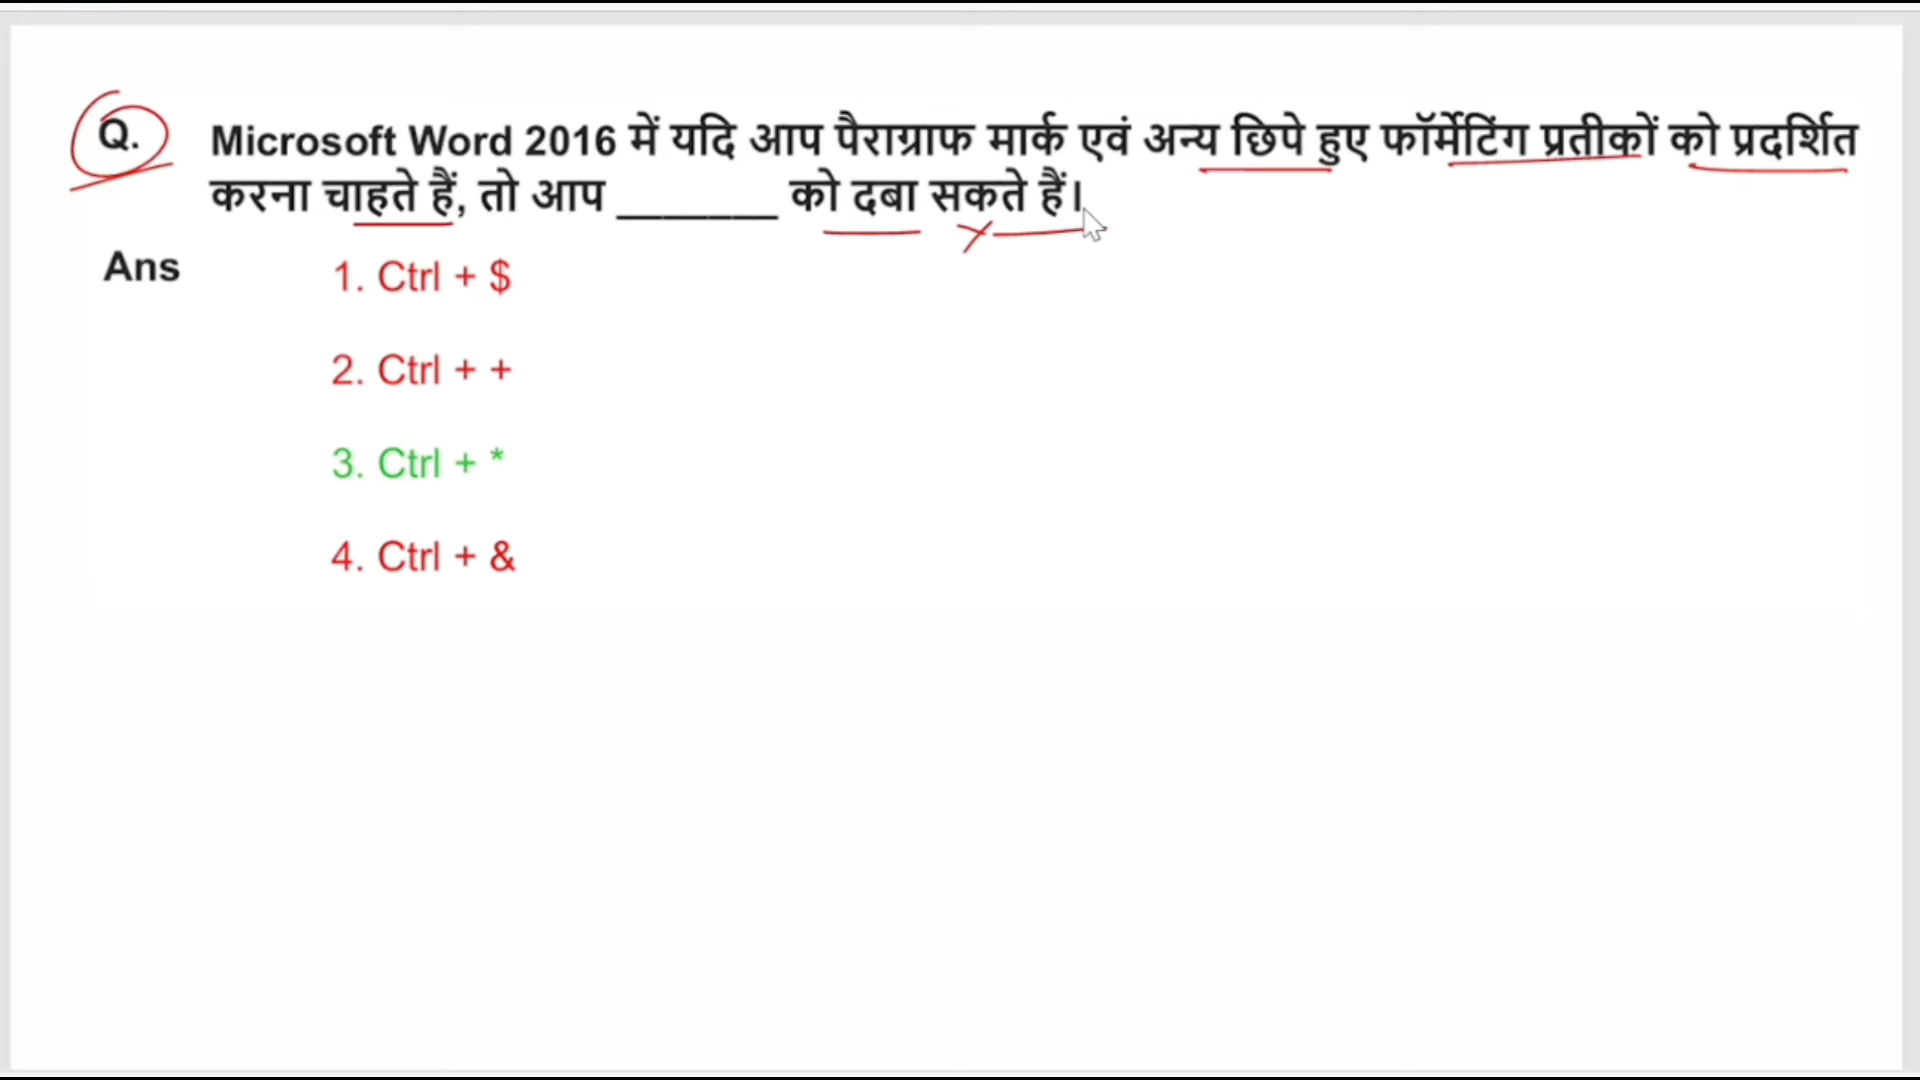 Q. Microsoft Word 2016 में यदि आप पैराग्राफ मार्क एवं अन्य छिपे हुए फॉर्मेटिंग प्रतीकों को प्रदर्शित
करना चाहते हैं, तो आप _______ को दबा सकते हैं।
Ans 1. Ctrl + $
2. Ctrl + +
3. Ctrl + *
4. Ctrl + &